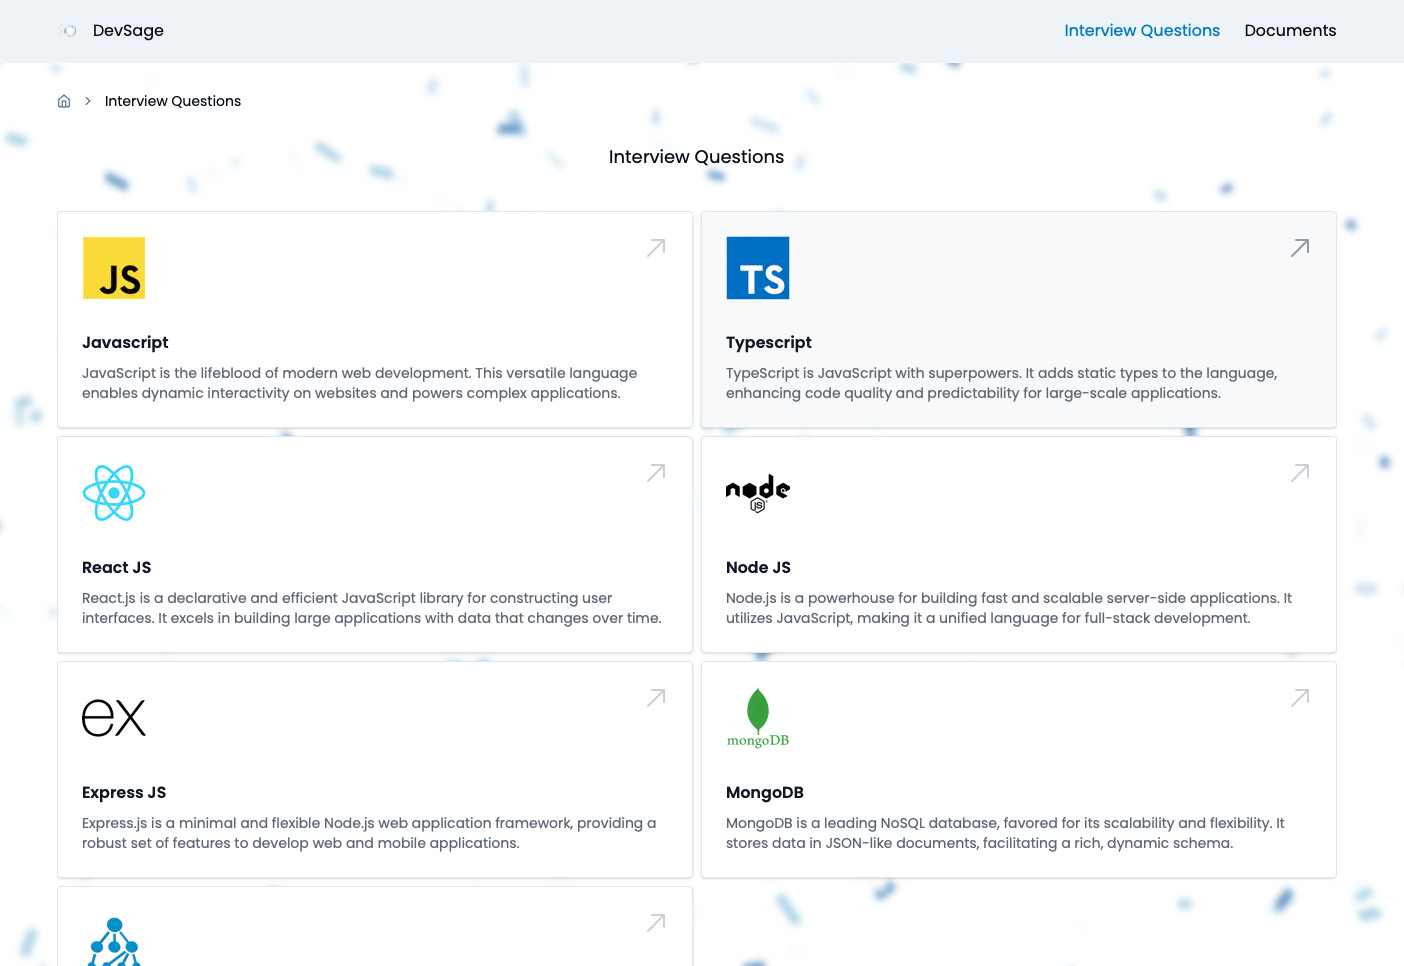 DevSage
Interview Questions
Documents
Interview Questions
Interview Questions
JS
Javascript
JavaScript is the lifeblood of modern web development. This versatile language
enables dynamic interactivity on websites and powers complex applications.
TS
Typescript
TypeScript is JavaScript with superpowers. It adds static types to the language,
enhancing code quality and predictability for large-scale applications.
React JS
React.js is a declarative and efficient JavaScript library for constructing user
interfaces. It excels in building large applications with data that changes over time.
node
JS
Node JS
Node.js is a powerhouse for building fast and scalable server-side applications. It
utilizes JavaScript, making it a unified language for full-stack development.
ex
Express JS
Express.js is a minimal and flexible Node.js web application framework, providing a
robust set of features to develop web and mobile applications.
mongoDB
MongoDB
MongoDB is a leading NoSQL database, favored for its scalability and flexibility. It
stores data in JSON-like documents, facilitating a rich, dynamic schema.